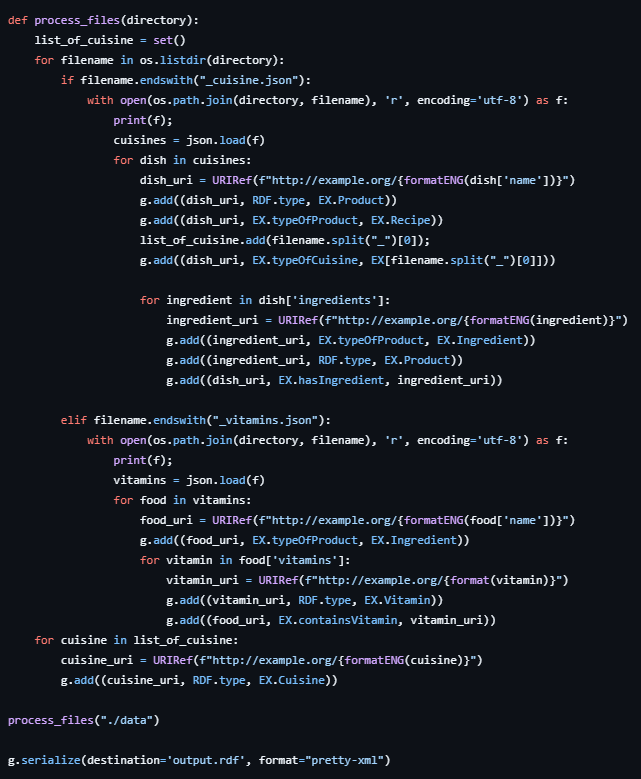 def process_files(directory):
    list_of_cuisine = set()
    for filename in os.listdir(directory):
        if filename.endswith("_cuisine.json"):
            with open(os.path.join(directory, filename), 'r', encoding='utf-8') as f:
                print(f);
                cuisines = json.load(f)
                for dish in cuisines:
                    dish_uri = URIRef(f"http://example.org/{formatENG(dish['name'])}")
                    g.add((dish_uri, RDF.type, EX.Product))
                    g.add((dish_uri, EX.typeOfProduct, EX.Recipe))
                    list_of_cuisine.add(filename.split("_")[0]);
                    g.add((dish_uri, EX.typeOfCuisine, EX[filename.split("_")[0]]))

                    for ingredient in dish['ingredients']:
                        ingredient_uri = URIRef(f"http://example.org/{formatENG(ingredient)}")
                        g.add((ingredient_uri, EX.typeOfProduct, EX.Ingredient))
                        g.add((ingredient_uri, RDF.type, EX.Product))
                        g.add((dish_uri, EX.hasIngredient, ingredient_uri))

        elif filename.endswith("_vitamins.json"):
            with open(os.path.join(directory, filename), 'r', encoding='utf-8') as f:
                print(f);
                vitamins = json.load(f)
                for food in vitamins:
                    food_uri = URIRef(f"http://example.org/{formatENG(food['name'])}")
                    g.add((food_uri, EX.typeOfProduct, EX.Ingredient))
                    for vitamin in food['vitamins']:
                        vitamin_uri = URIRef(f"http://example.org/{format(vitamin)}")
                        g.add((vitamin_uri, RDF.type, EX.Vitamin))
                        g.add((food_uri, EX.containsVitamin, vitamin_uri))
    for cuisine in list_of_cuisine:
        cuisine_uri = URIRef(f"http://example.org/{formatENG(cuisine)}")
        g.add((cuisine_uri, RDF.type, EX.Cuisine))

process_files("./data")

g.serialize(destination='output.rdf', format="pretty-xml")